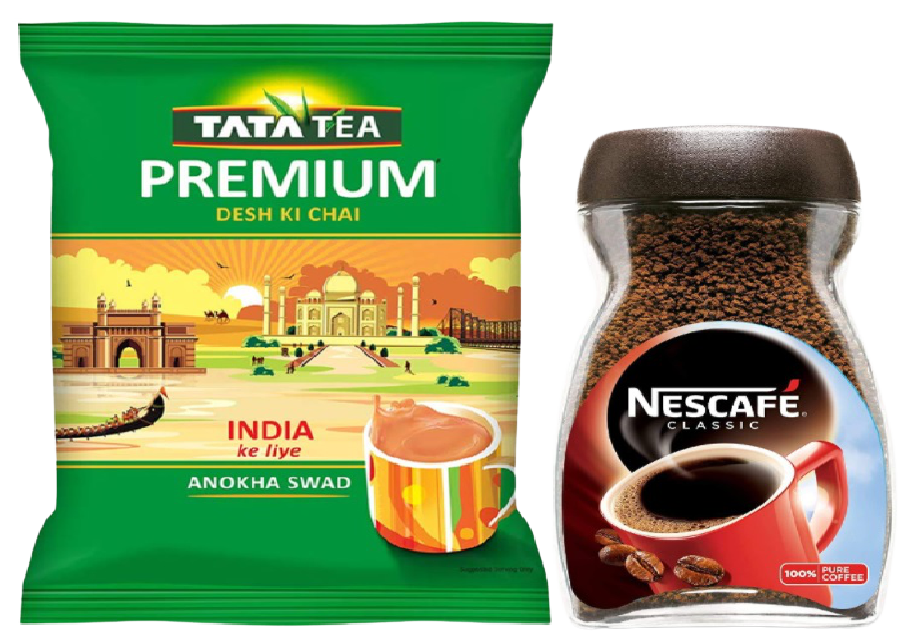 TATA TEA
PREMIUM
DESH KI CHAI
INDIA
ke liye
ANOKHA SWAD
NESCAFÉ
CLASSIC
100% PURE
COFFEE